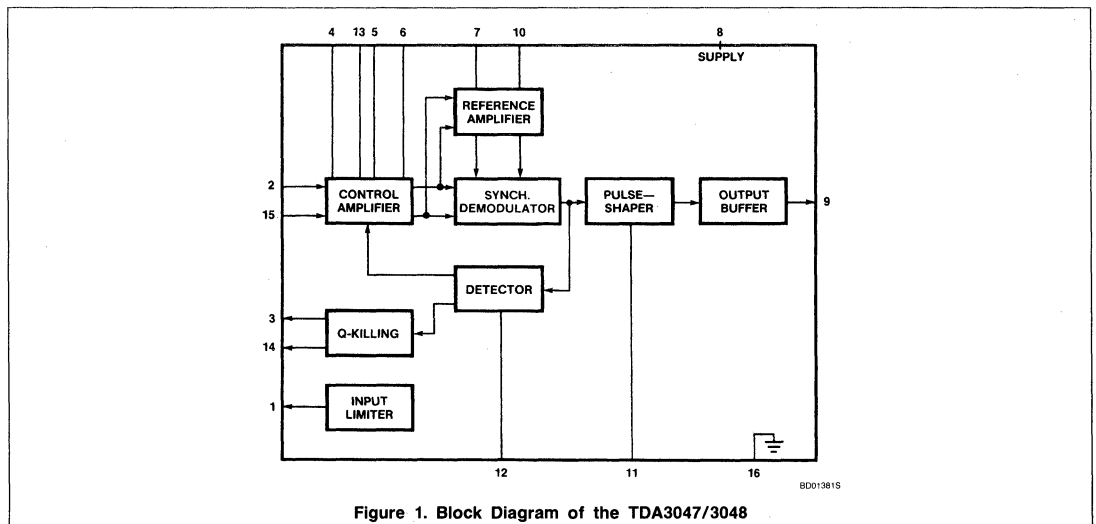 4 13 5 6 7 10 8
SUPPLY
REFERENCE
AMPLIFIER
2
15
CONTROL
AMPLIFIER
SYNCH.
DEMODULATOR
PULSE—
SHAPER
OUTPUT
BUFFER
9
DETECTOR
3
14
Q-KILLING
1
INPUT
LIMITER
12 11 16
BD01381S
Figure 1. Block Diagram of the TDA3047/3048